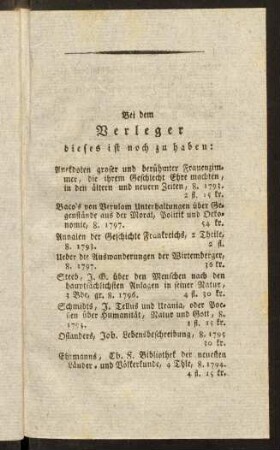 Bei dem
Verleger
dieses ist noch zu haben:
Anekdoten groser und berühmter Frauenzim-
mer, die ihrem Geschlecht Ehre machten,
in den ältern und neuern Zeiten, 8. 1791.
2 fl. 15 kr.
Baco's von Verulam Unterhaltungen über Ge-
genstände aus der Moral, Politik und Oeko-
nomie, 8. 1797. 54 kr.
Annalen der Geschichte Frankreichs, 2 Theile,
8. 1793. 2 fl.
Ueber die Auswanderungen der Wirtemberger,
8. 1797. 36 kr.
Steeb, J. G. über den Menschen nach den
hauptsächlichsten Anlagen in seiner Natur,
3 Bde, gr. 8. 1796. 4 fl. 30 kr.
Schmidts, J. Tellus und Urania, oder Poe-
sien über Humanität, Natur und Gott, 8.
1794. 1 fl. 15 kr.
Osianders, Joh. Lebensbeschreibung, 8. 1795
30 kr.
Ehrmanns, Th. F. Bibliothek der neuesten
Länder- und Völkerkunde, 4 Thle, 8. 1794.
4 fl. 15 kr.